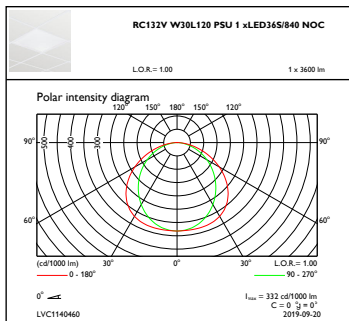 RC132V W30L120 PSU 1 xLED36S/840 NOC
L.O.R.= 1.00 1 x 3600 lm
Polar intensity diagram
120° 150° 180° 150° 120°
90° 500 400 300 90°
60° 60°
(cd/1000 lm) 30° 0° 30° L.O.R.= 1.00
0 - 180° 90 - 270°
0° Imax = 332 cd/1000 lm
C = 0 °g = 0°
LVC1140460 2019-09-20